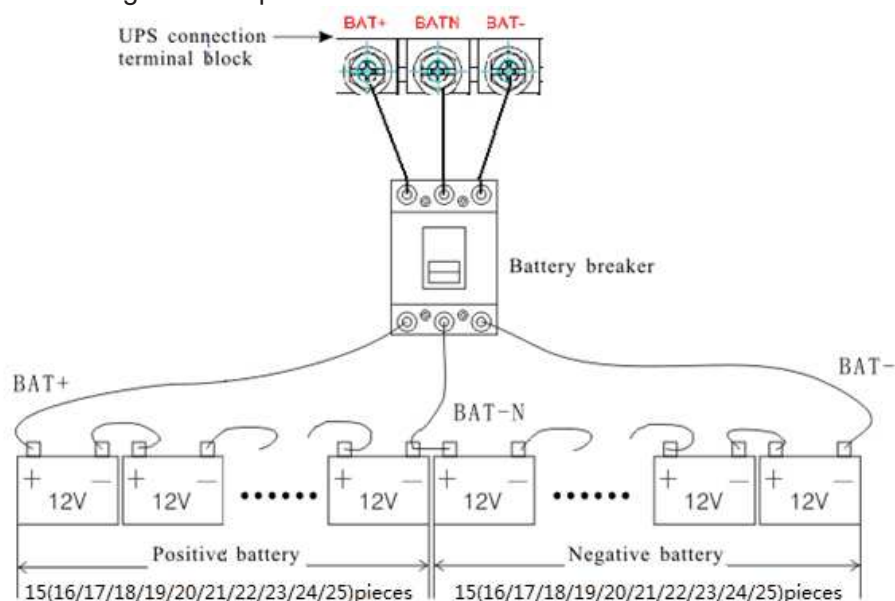 BAT+ BATN BAT-
UPS connection
terminal block
Battery breaker
BAT+
BAT-N
BAT-
+ — + — + — + — + — + —
12V 12V 12V 12V 12V 12V
Positive battery Negative battery
15(16/17/18/19/20/21/22/23/24/25)pieces 15(16/17/18/19/20/21/22/23/24/25)pieces